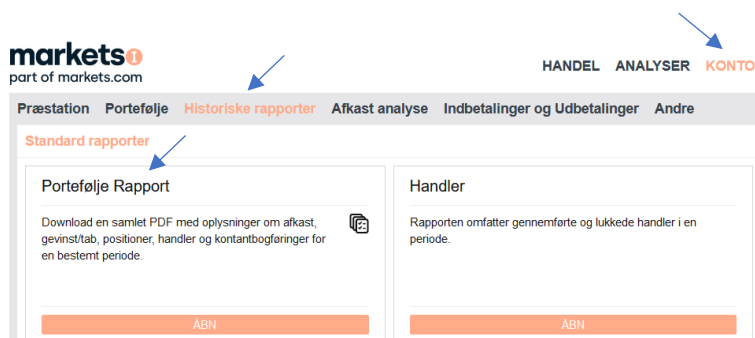 marketsI
part of markets.com
HANDEL ANALYSER KONTO
Præstation Portefølje Historiske rapporter Afkast analyse Indbetalinger og Udbetalinger Andre
Standard rapporter
Portefølje Rapport
Download en samlet PDF med oplysninger om afkast,
gevinst/tab, positioner, handler og kontantbogføringer for
en bestemt periode.
ÅBN
Handler
Rapporten omfatter gennemførte og lukkede handler i en
periode.
ÅBN